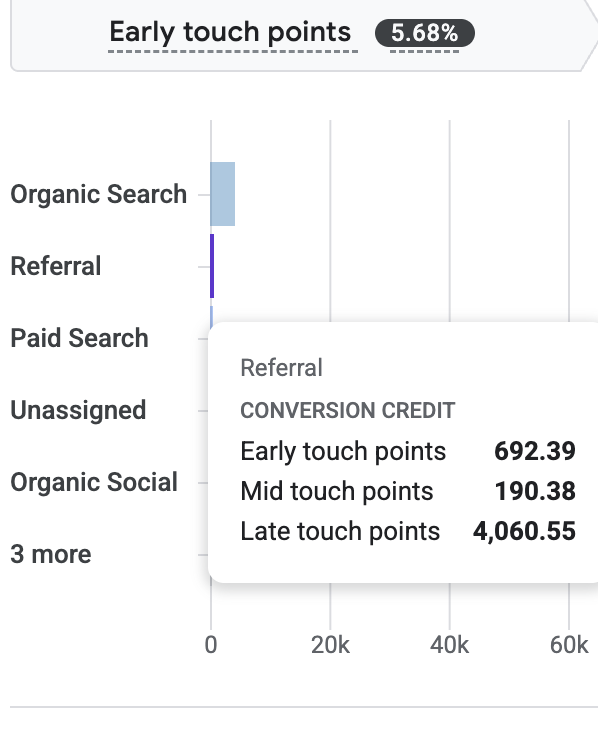 Early touch points 5.68%
Organic Search
Referral
Paid Search
Unassigned
Organic Social
3 more
Referral
CONVERSION CREDIT
Early touch points 692.39
Mid touch points 190.38
Late touch points 4,060.55
0 20k 40k 60k